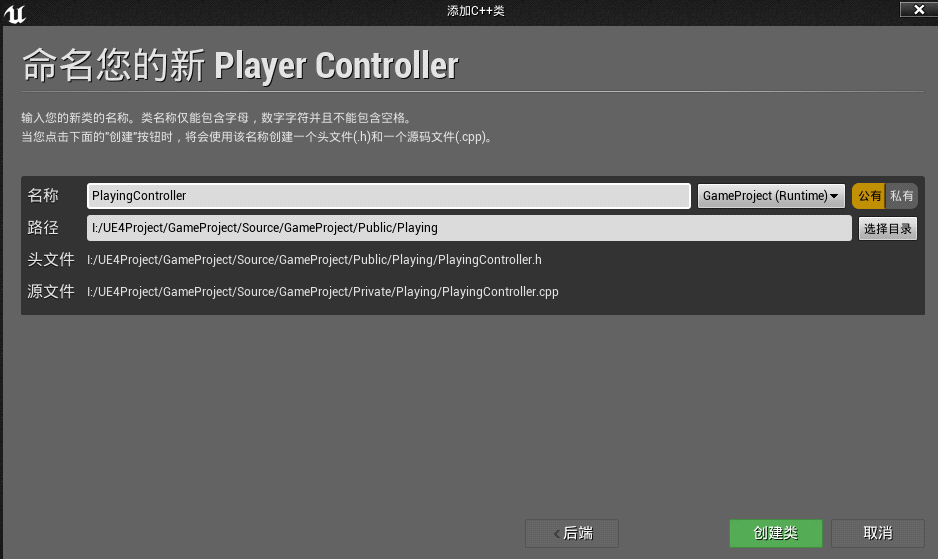 添加C++类
命名您的新 Player Controller
输入您的新类的名称。类名称仅能包含字母，数字字符并且不能包含空格。
当您点击下面的"创建"按钮时，将会使用该名称创建一个头文件(.h)和一个源码文件(.cpp)。
名称 PlayingController GameProject (Runtime) 公有 私有
路径 I:/UE4Project/GameProject/Source/GameProject/Public/Playing 选择目录
头文件 I:/UE4Project/GameProject/Source/GameProject/Public/Playing/PlayingController.h
源文件 I:/UE4Project/GameProject/Source/GameProject/Private/Playing/PlayingController.cpp
<后端 创建类 取消